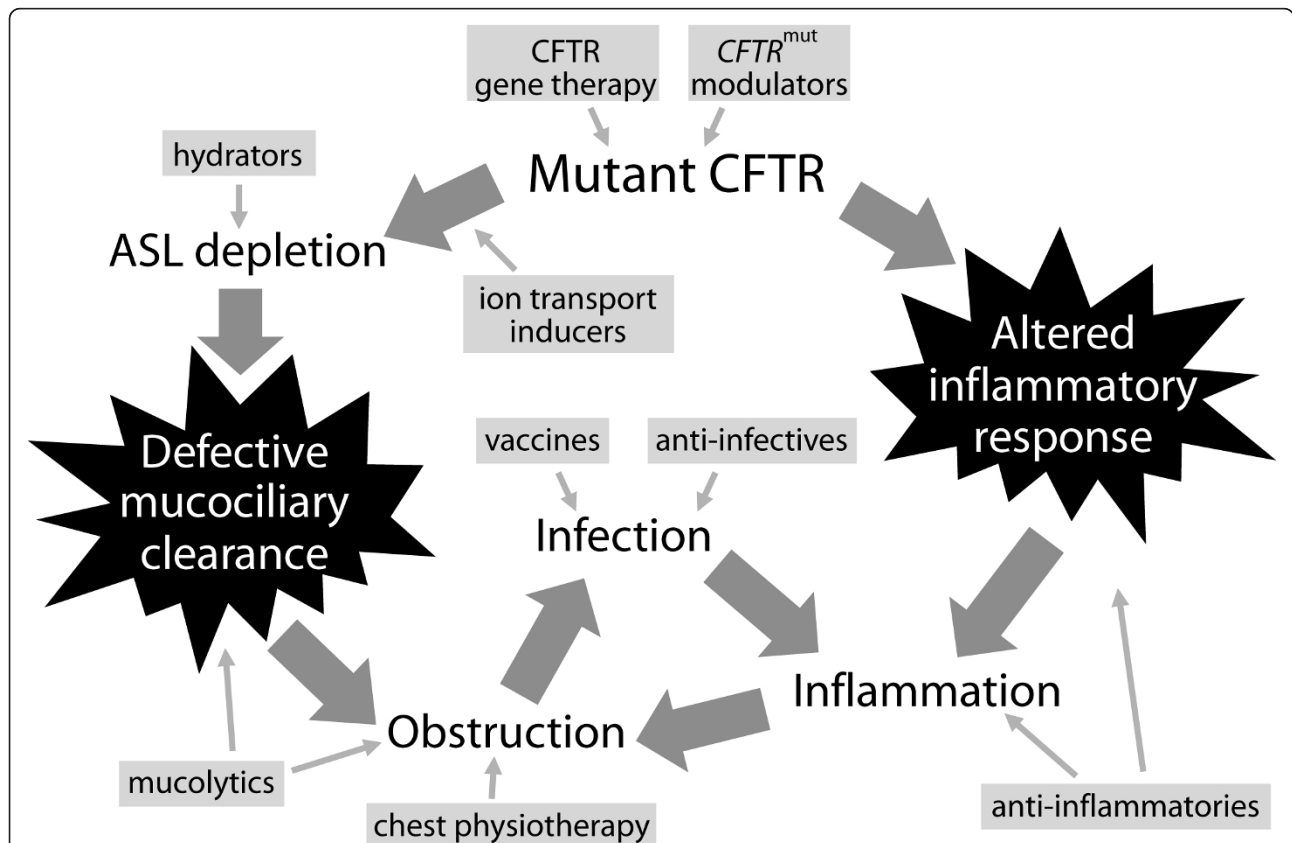 CFTR
gene therapy
CFTR^mut
modulators
hydrators
Mutant CFTR
ASL depletion
ion transport
inducers
Altered
inflammatory
response
Defective
mucociliary
clearance
vaccines
anti-infectives
Infection
Inflammation
Obstruction
mucolytics
chest physiotherapy
anti-inflammatories